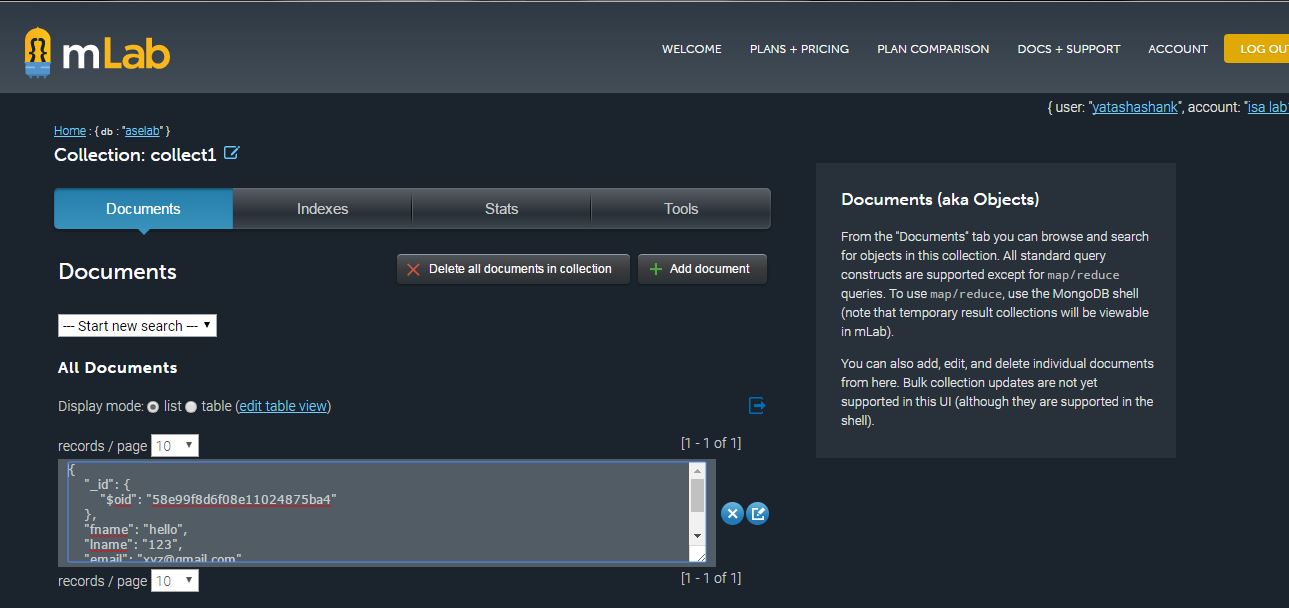 mLab
WELCOME PLANS + PRICING PLAN COMPARISON DOCS + SUPPORT ACCOUNT LOG OU
{ user: "yatashashank", account: "isa lab
Home : { db : "aselab" }
Collection: collect1
Documents Indexes Stats Tools
Documents
Delete all documents in collection
Add document
--- Start new search ---
All Documents
Display mode: list table (edit table view)
records / page 10
[1 - 1 of 1]
{
"_id": {
"$oid": "58e99f8d6f08e11024875ba4"
},
"fname": "hello",
"lname": "123",
"email": "xyz@gmail.com"
records / page 10
[1 - 1 of 1]
Documents (aka Objects)
From the "Documents" tab you can browse and search
for objects in this collection. All standard query
constructs are supported except for map/reduce
queries. To use map/reduce, use the MongoDB shell
(note that temporary result collections will be viewable
in mLab).
You can also add, edit, and delete individual documents
from here. Bulk collection updates are not yet
supported in this UI (although they are supported in the
shell).